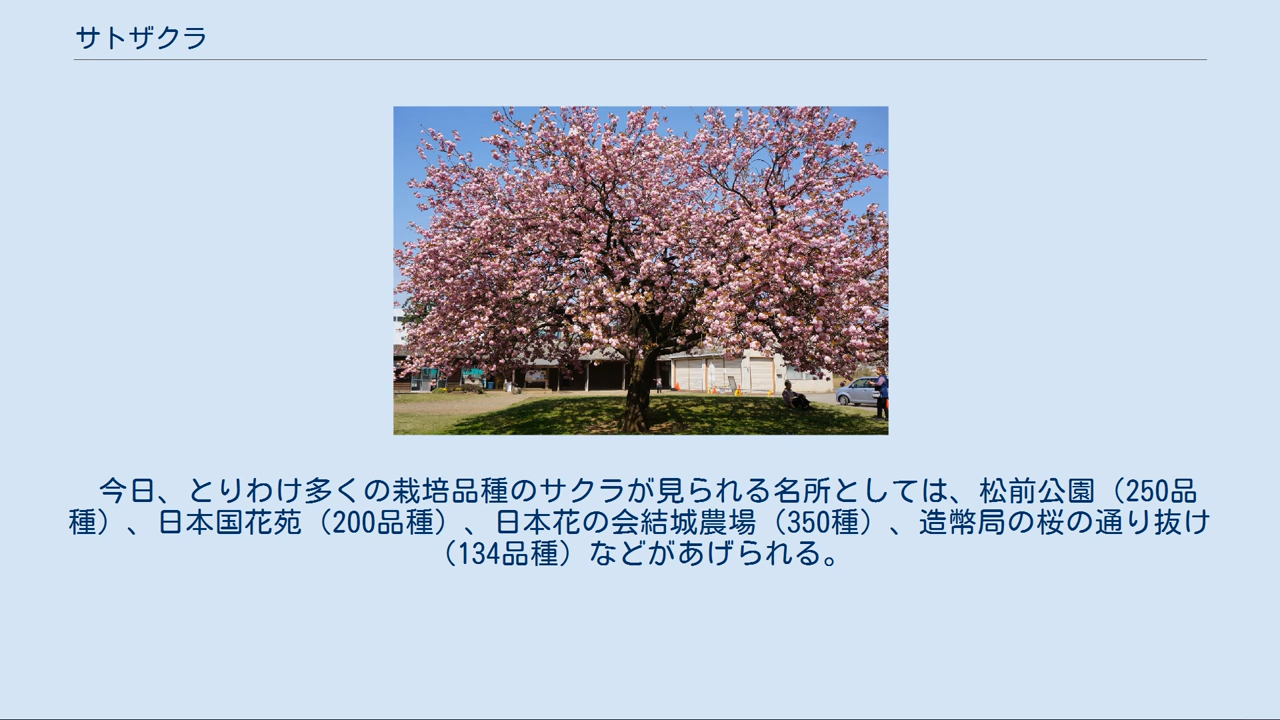 サトザクラ
今日、とりわけ多くの栽培品種のサクラが見られる名所としては、松前公園（250品
種）、日本国花苑（200品種）、日本花の会結城農場（350種）、造幣局の桜の通り抜け
（134品種）などがあげられる。